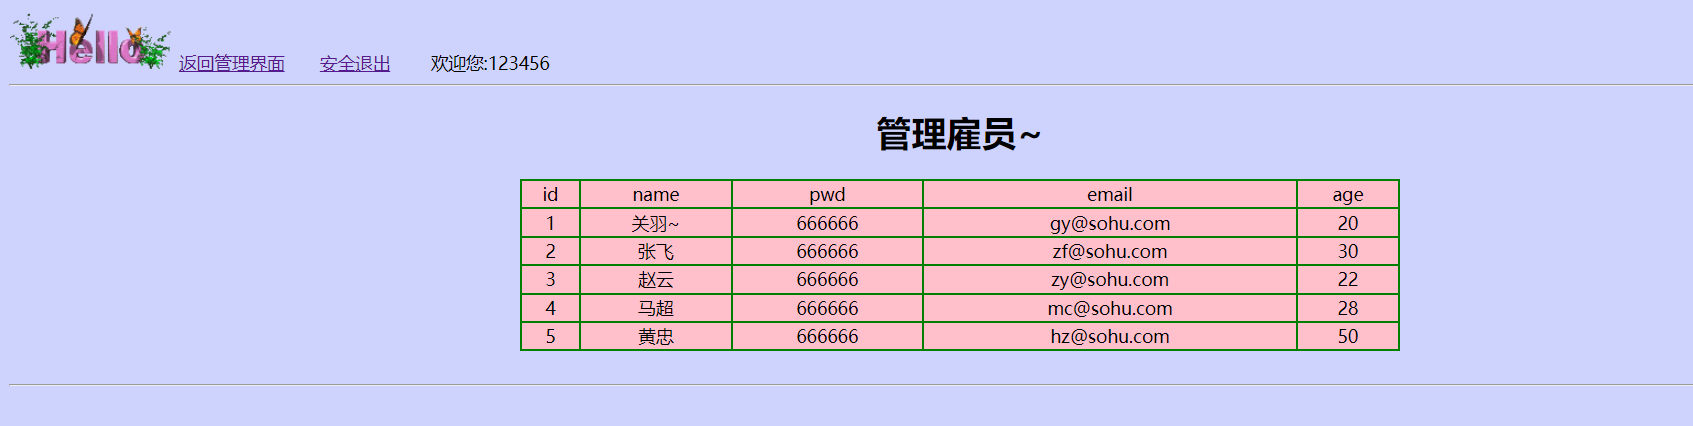 Hello 返回管理界面 安全退出 欢迎您:123456
管理雇员~
id name pwd email age
1 关羽~ 666666 gy@sohu.com 20
2 张飞 666666 zf@sohu.com 30
3 赵云 666666 zy@sohu.com 22
4 马超 666666 mc@sohu.com 28
5 黄忠 666666 hz@sohu.com 50